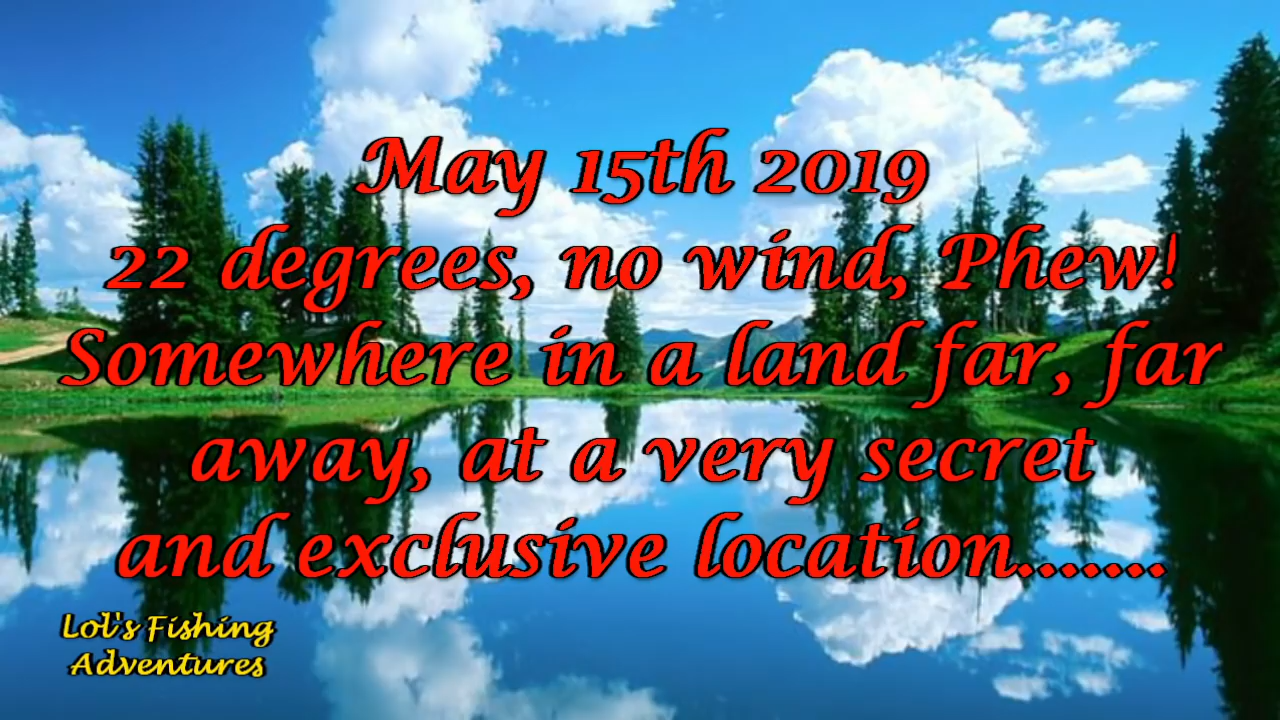 May 15th 2019
22 degrees, no wind, Phew!
Somewhere in a land far, far
away, at a very secret
and exclusive location.......
Lol's Fishing
Adventures